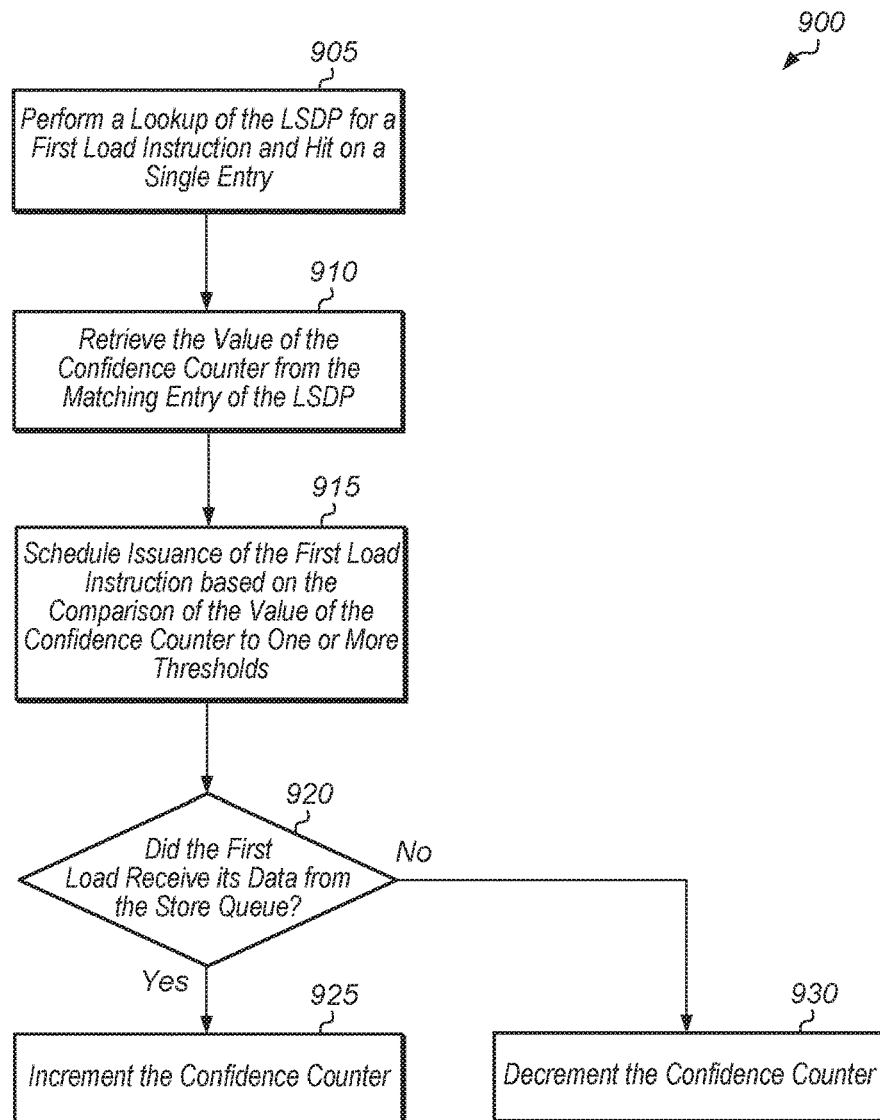 900
905
Perform a Lookup of the LSDP for a
First Load Instruction and Hit on a
Single Entry
910
Retrieve the Value of the
Confidence Counter from the
Matching Entry of the LSDP
915
Schedule Issuance of the First Load
Instruction based on the
Comparison of the Value of the
Confidence Counter to One or More
Thresholds
920
Did the First
Load Receive its Data from
the Store Queue?
No
Yes
925
Increment the Confidence Counter
930
Decrement the Confidence Counter